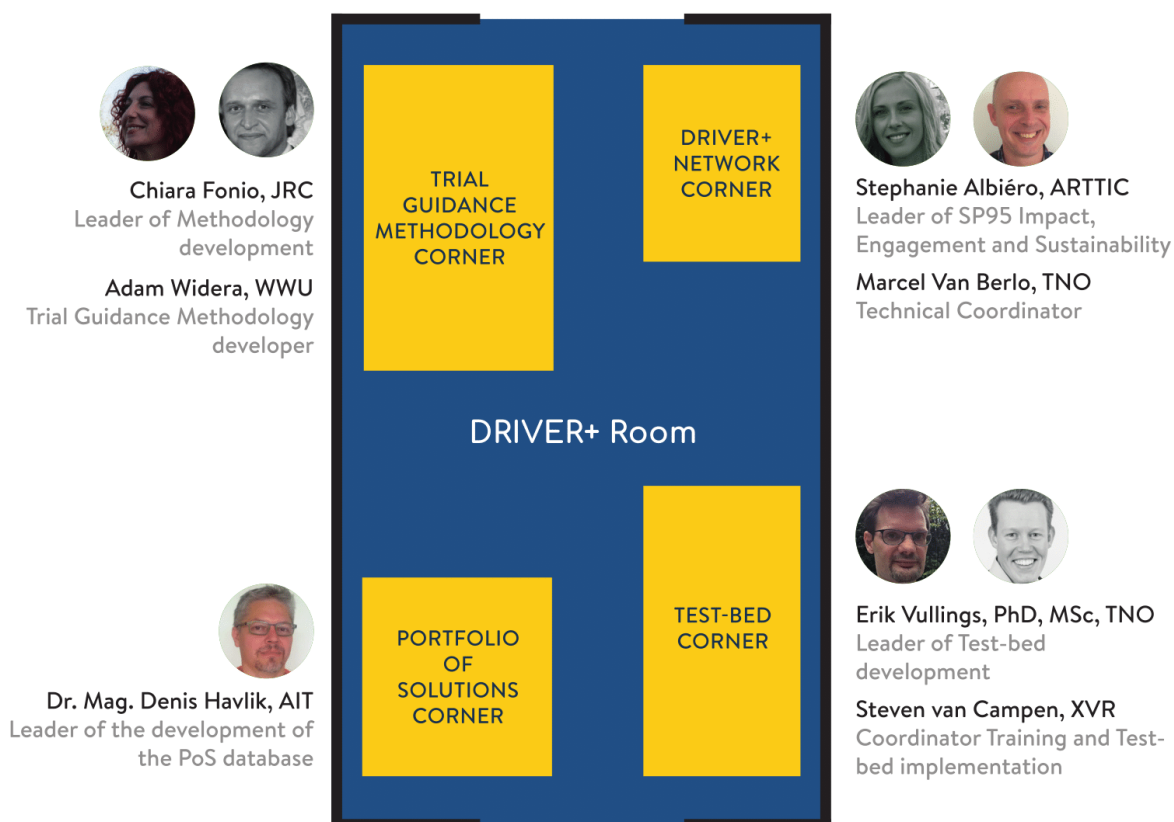 Chiara Fonio, JRC
Leader of Methodology
development
Adam Widera, WWU
Trial Guidance Methodology
developer
TRIAL
GUIDANCE
METHODOLOGY
CORNER
DRIVER+
NETWORK
CORNER
Stephanie Albiéro, ARTTIC
Leader of SP95 Impact,
Engagement and Sustainability
Marcel Van Berlo, TNO
Technical Coordinator
DRIVER+ Room
Dr. Mag. Denis Havlik, AIT
Leader of the development of
the PoS database
PORTFOLIO
OF
SOLUTIONS
CORNER
TEST-BED
CORNER
Erik Vullings, PhD, MSc, TNO
Leader of Test-bed
development
Steven van Campen, XVR
Coordinator Training and Test-
bed implementation